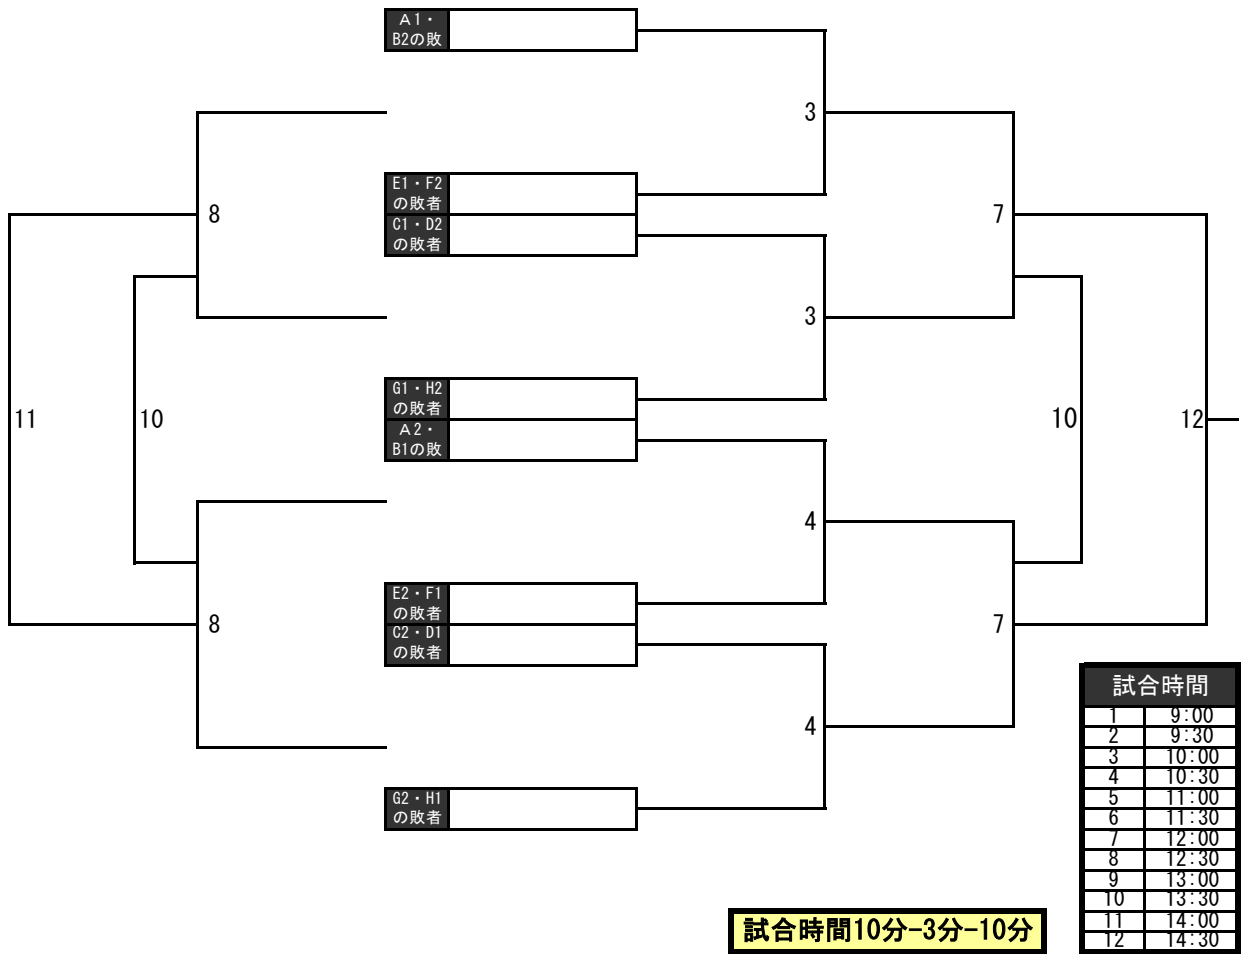 A1・
B2の敗
3
E1・F2
の敗者
8
7
C1・D2
の敗者
3
G1・H2
の敗者
11
10
10
12
A2・
B1の敗
4
E2・F1
の敗者
8
7
C2・D1
の敗者
4
G2・H1
の敗者
試合時間
1 9:00
2 9:30
3 10:00
4 10:30
5 11:00
6 11:30
7 12:00
8 12:30
9 13:00
10 13:30
11 14:00
12 14:30
試合時間10分-3分-10分